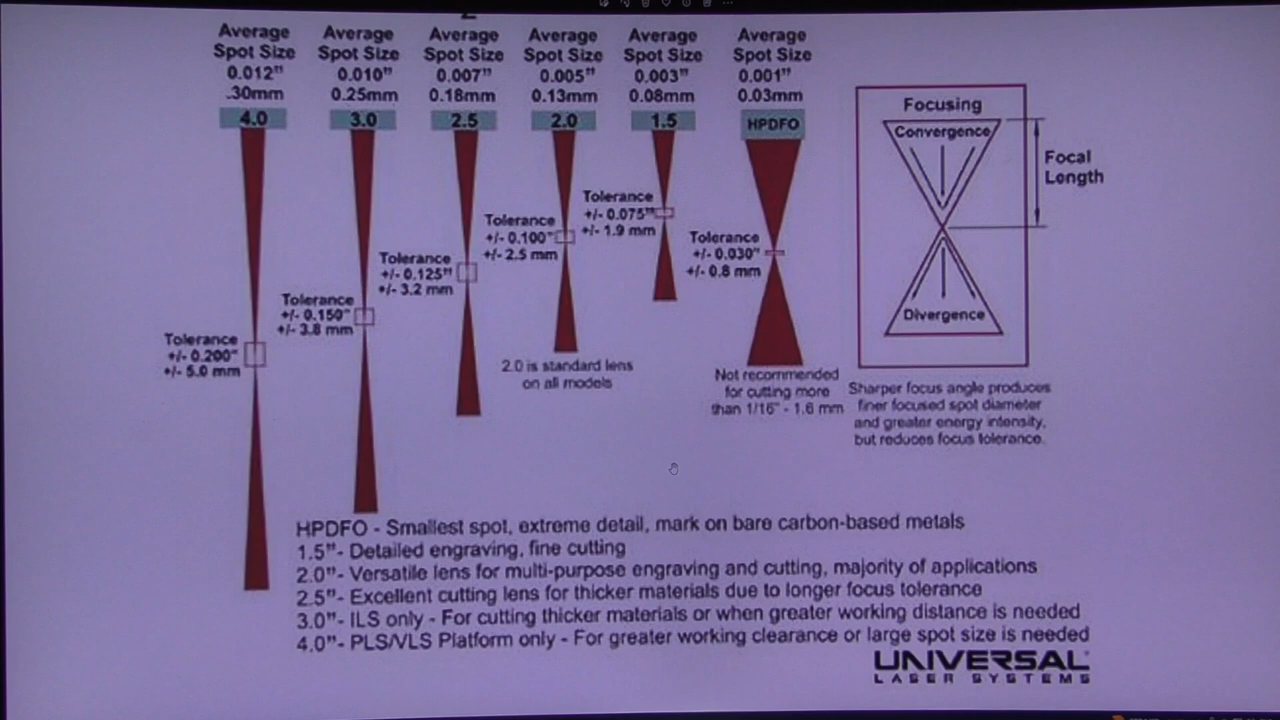 Average
Spot Size
0.012"
.30mm
4.0
Average
Spot Size
0.010"
0.25mm
3.0
Average
Spot Size
0.007"
0.18mm
2.5
Average
Spot Size
0.005"
0.13mm
2.0
Average
Spot Size
0.003"
0.08mm
1.5
Average
Spot Size
0.001"
0.03mm
HPDFO
Tolerance
+/- 0.200"
+/- 5.0 mm
Tolerance
+/- 0.150"
+/- 3.8 mm
Tolerance
+/- 0.125"
+/- 3.2 mm
Tolerance
+/- 0.100"
+/- 2.5 mm
Tolerance
+/- 0.075"
+/- 1.9 mm
Tolerance
+/- 0.030"
+/- 0.8 mm
2.0 is standard lens
on all models
Not recommended
for cutting more
than 1/16" - 1.6 mm
Focusing
Convergence
Divergence
Focal
Length
Sharper focus angle produces
finer focused spot diameter
and greater energy intensity,
but reduces focus tolerance.
HPDFO - Smallest spot, extreme detail, mark on bare carbon-based metals
1.5"- Detailed engraving, fine cutting
2.0"- Versatile lens for multi-purpose engraving and cutting, majority of applications
2.5"- Excellent cutting lens for thicker materials due to longer focus tolerance
3.0"- ILS only - For cutting thicker materials or when greater working distance is needed
4.0"- PLS/VLS Platform only - For greater working clearance or large spot size is needed
UNIVERSAL
LASER SYSTEMS